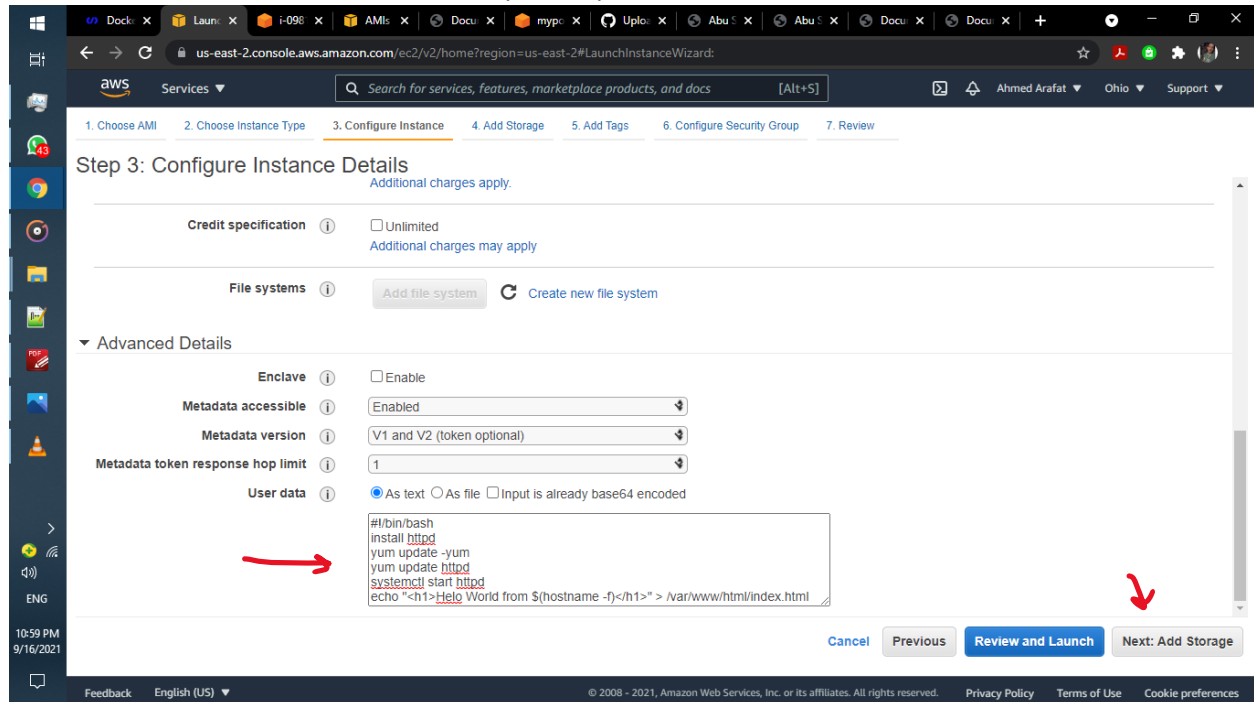 Docke
Launc
i-098
AMIs
Docu
mypo
Uploa
Abu S
Abu S
Docu
Docu
us-east-2.console.aws.amazon.com/ec2/v2/home?region=us-east-2#LaunchInstanceWizard:
aws
Services ▼
Search for services, features, marketplace products, and docs
[Alt+S]
Ahmed Arafat ▼
Ohio ▼
Support ▼
1. Choose AMI
2. Choose Instance Type
3. Configure Instance
4. Add Storage
5. Add Tags
6. Configure Security Group
7. Review
Step 3: Configure Instance Details
Additional charges apply.
Credit specification
Unlimited
Additional charges may apply
File systems
Add file system
Create new file system
Advanced Details
Enclave
Enable
Metadata accessible
Enabled
Metadata version
V1 and V2 (token optional)
Metadata token response hop limit
1
User data
As text As file Input is already base64 encoded
#!/bin/bash
install httpd
yum update -yum
yum update httpd
systemctl start httpd
echo "<h1>Helo World from $(hostname -f)</h1>" > /var/www/html/index.html
Cancel
Previous
Review and Launch
Next: Add Storage
Feedback
English (US) ▼
© 2008 - 2021, Amazon Web Services, Inc. or its affiliates. All rights reserved.
Privacy Policy
Terms of Use
Cookie preferences
43
PDF
ENG
10:59 PM
9/16/2021